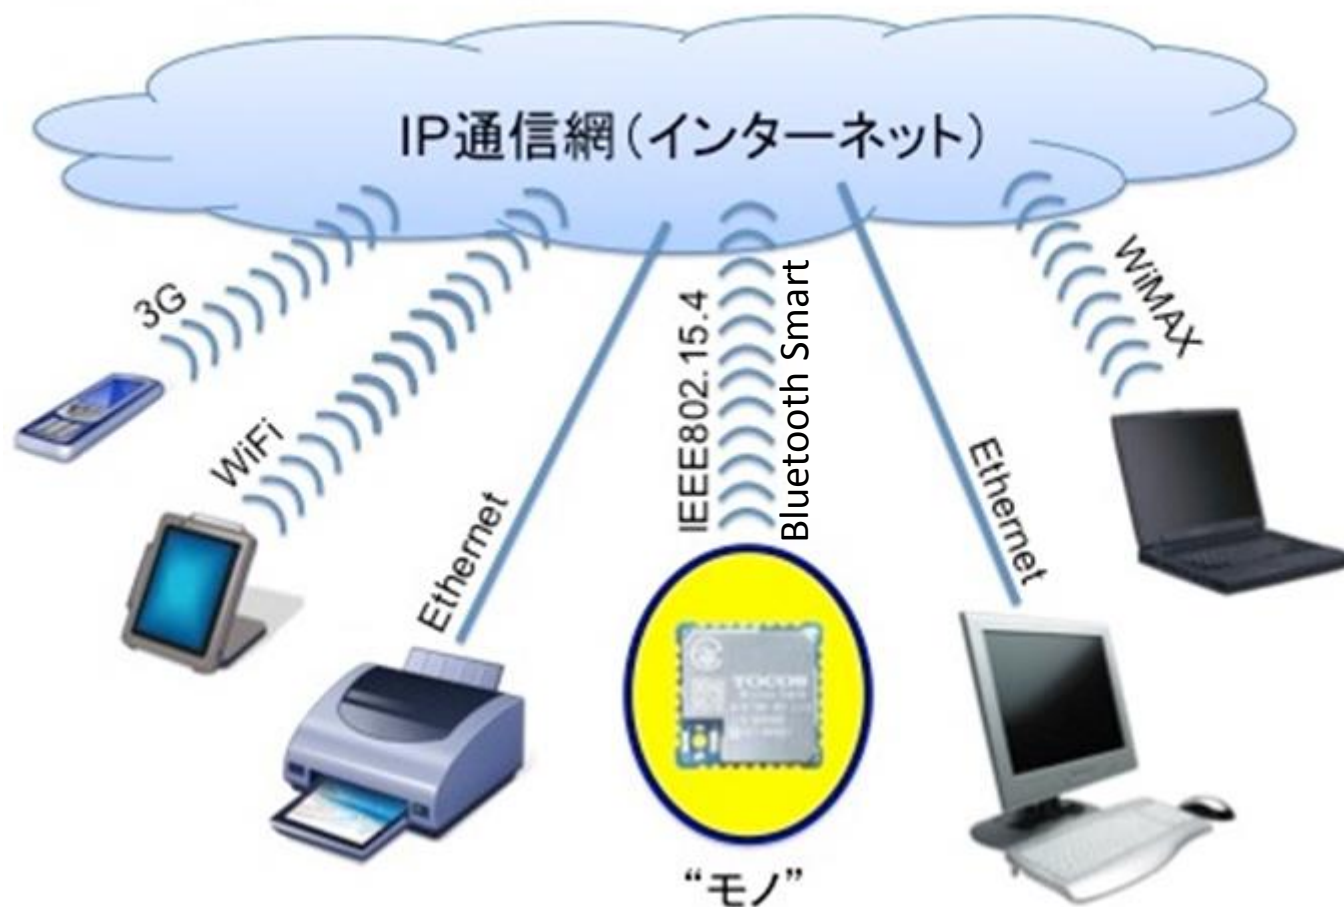 IP通信網(インターネット)
3G
WiFi
Ethernet
IEEE802.15.4
Bluetooth Smart
Ethernet
WiMAX
TOCOS
“モノ”